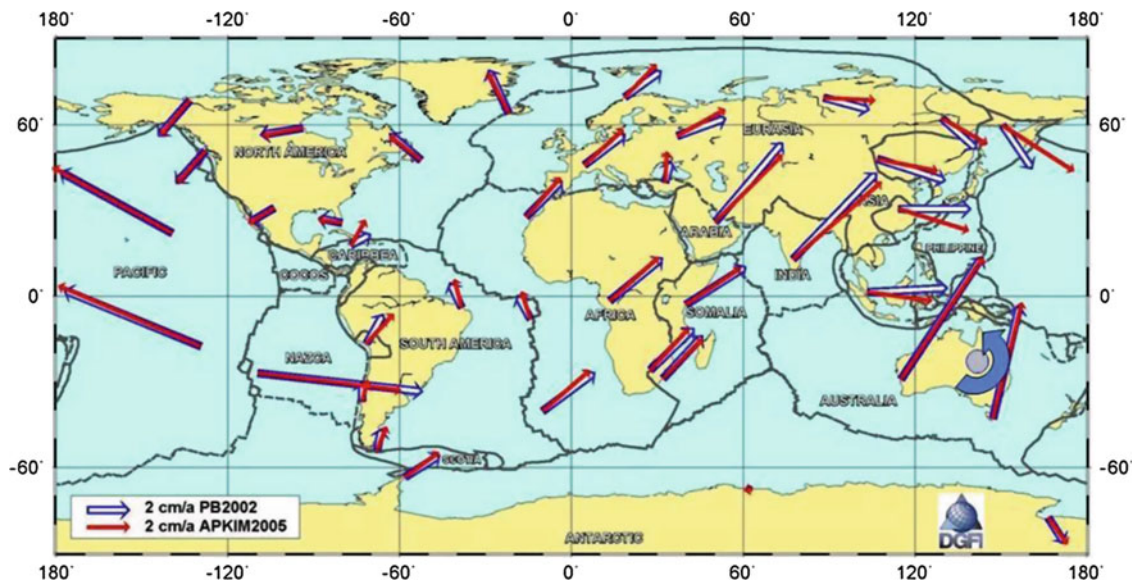 180˚ -120˚ -60˚ 0˚ 60˚ 120˚ 180˚
60˚ 60˚
NORTH AMERICA
EURASIA
ARABIA
PHILIPPINE
CARIBBEA
PACIFIC
COCOS
INDIA
0˚ 0˚
AFRICA
SOMALIA
SOUTH AMERICA
NAZCA
AUSTRALIA
-60˚ -60˚
SCOTA
2 cm/a PB2002
2 cm/a APKIM2005
DGFI
ANTARCTIC
180˚ -120˚ -60˚ 0˚ 60˚ 120˚ 180˚